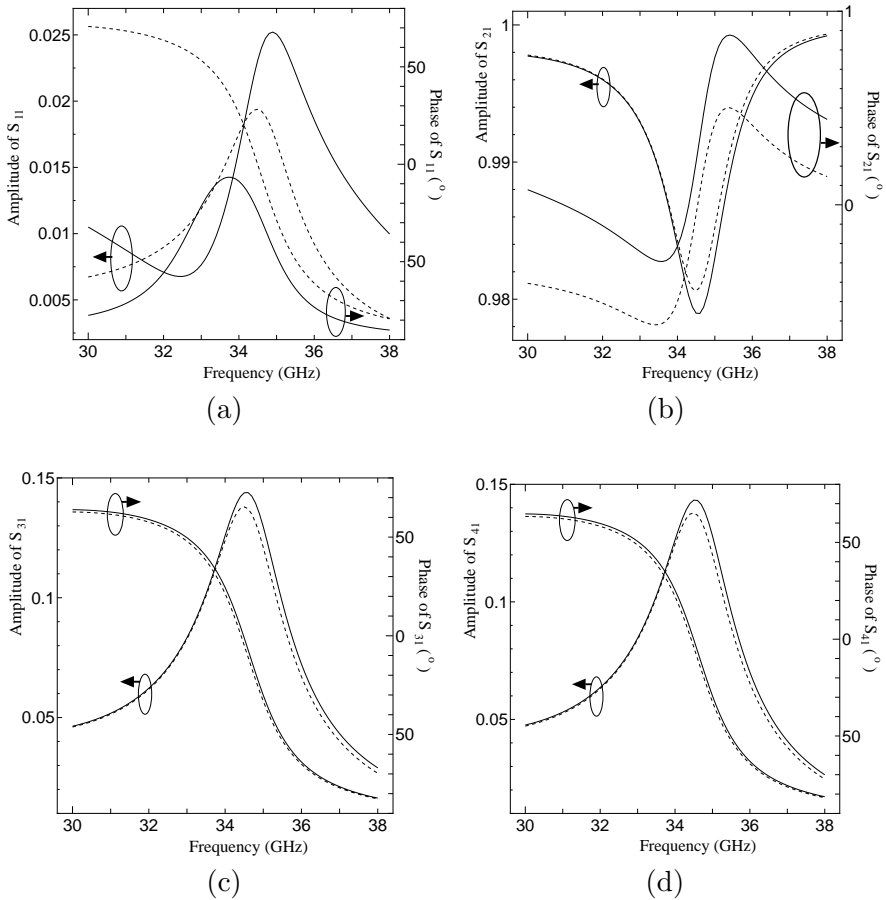 0.025
0.02
0.015
0.01
0.005
Amplitude of S11
50
0
50
Phase of S11(°)
30 32 34 36 38
Frequency (GHz)
(a)
1
0.99
0.98
Amplitude of S21
1
0
Phase of S21(°)
30 32 34 36 38
Frequency (GHz)
(b)
0.15
0.1
0.05
Amplitude of S31
50
0
50
Phase of S31(°)
30 32 34 36 38
Frequency (GHz)
(c)
0.15
0.1
0.05
Amplitude of S41
50
0
50
Phase of S41(°)
30 32 34 36 38
Frequency (GHz)
(d)